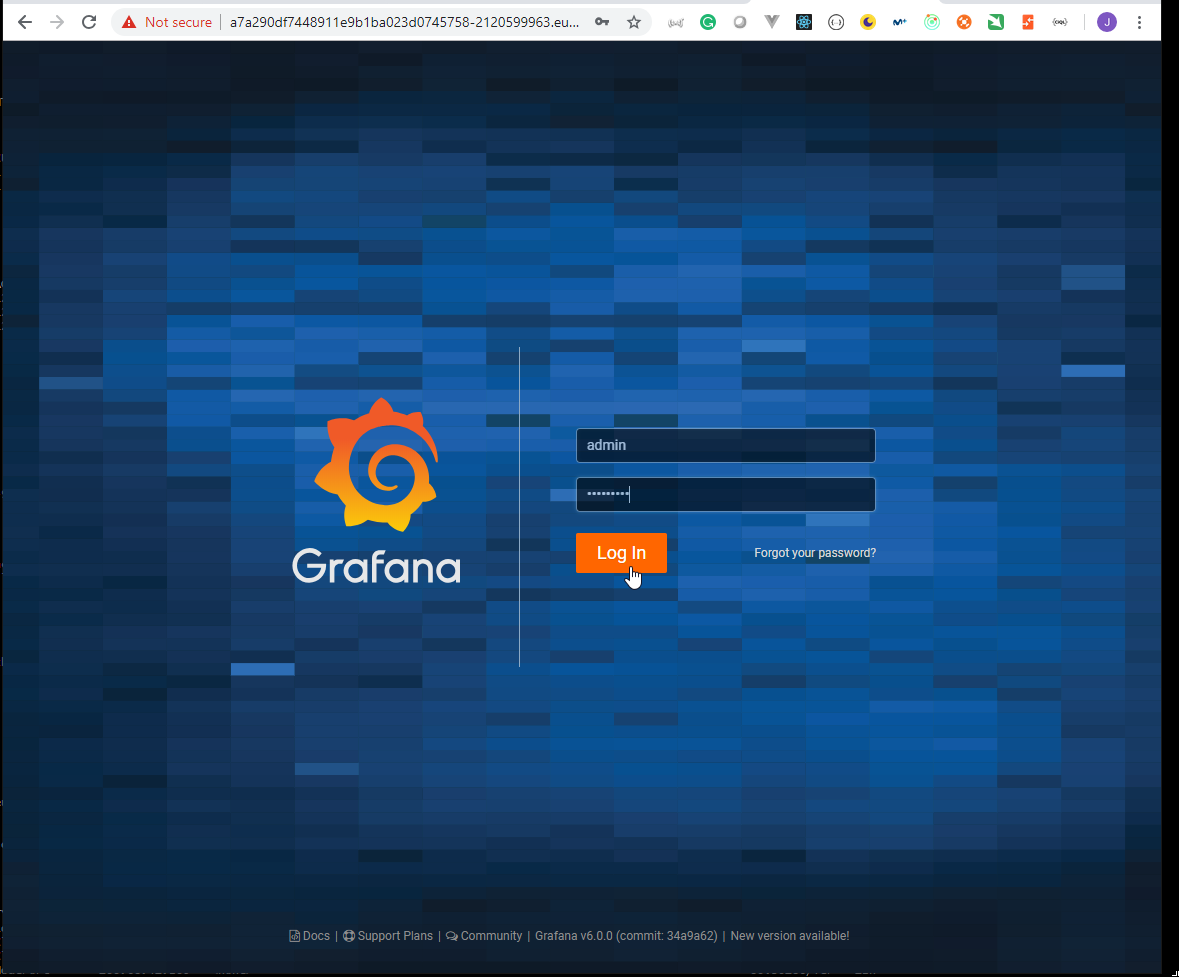 Not secure
a7a290df7448911e9b1ba023d0745758-2120599963.eu...
J
admin
Log In
Forgot your password?
Grafana
Docs | Support Plans | Community | Grafana v6.0.0 (commit: 34a9a62) | New version available!